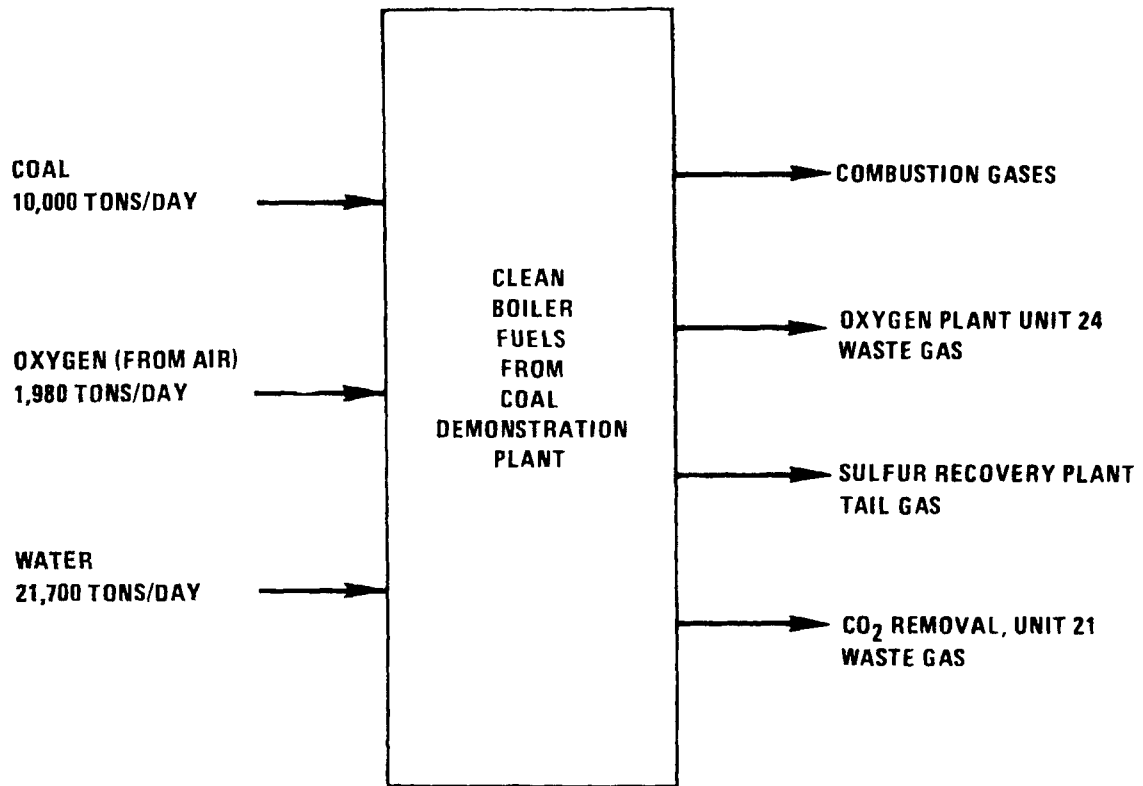 COAL
10,000 TONS/DAY
OXYGEN (FROM AIR)
1,980 TONS/DAY
WATER
21,700 TONS/DAY
CLEAN
BOILER
FUELS
FROM
COAL
DEMONSTRATION
PLANT
COMBUSTION GASES
OXYGEN PLANT UNIT 24
WASTE GAS
SULFUR RECOVERY PLANT
TAIL GAS
CO₂ REMOVAL, UNIT 21
WASTE GAS